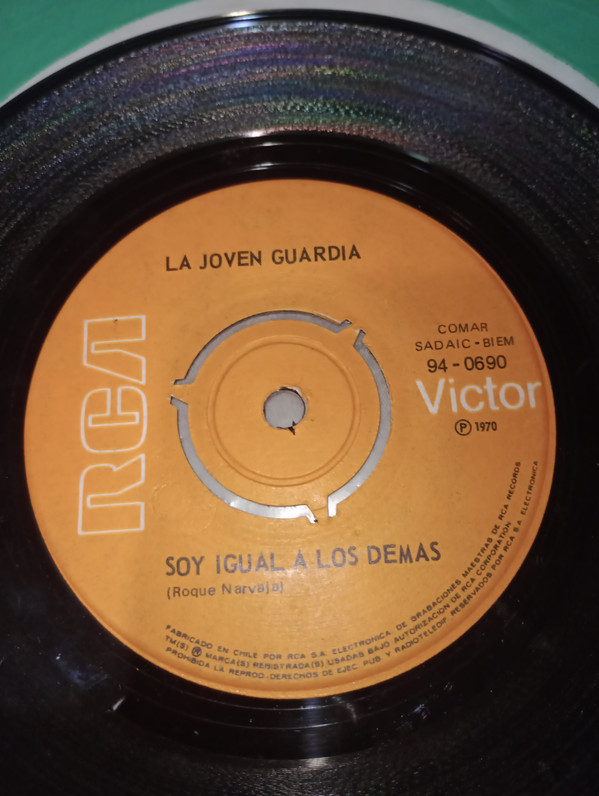 LA JOVEN GUARDIA
COMAR
SADAIC - BIEM
94 - 0690
RCA Victor
Ⓟ 1970
SOY IGUAL A LOS DEMAS
(Roque Narvaja)
FABRICADO EN CHILE POR RCA S.A. ELECTRONICA. DE GRABACIONES MAESTRAS DE RCA RECORDS
TM(S) ® MARCA(S) REGISTRADA(S) USADAS BAJO AUTORIZACION DE RCA CORPORATION.
PROHIBIDA LA REPROD. DERECHOS DE EJEC. PUB. Y RADIOTELEDIF. RESERVADOS POR RCA S.A. ELECTRONICA